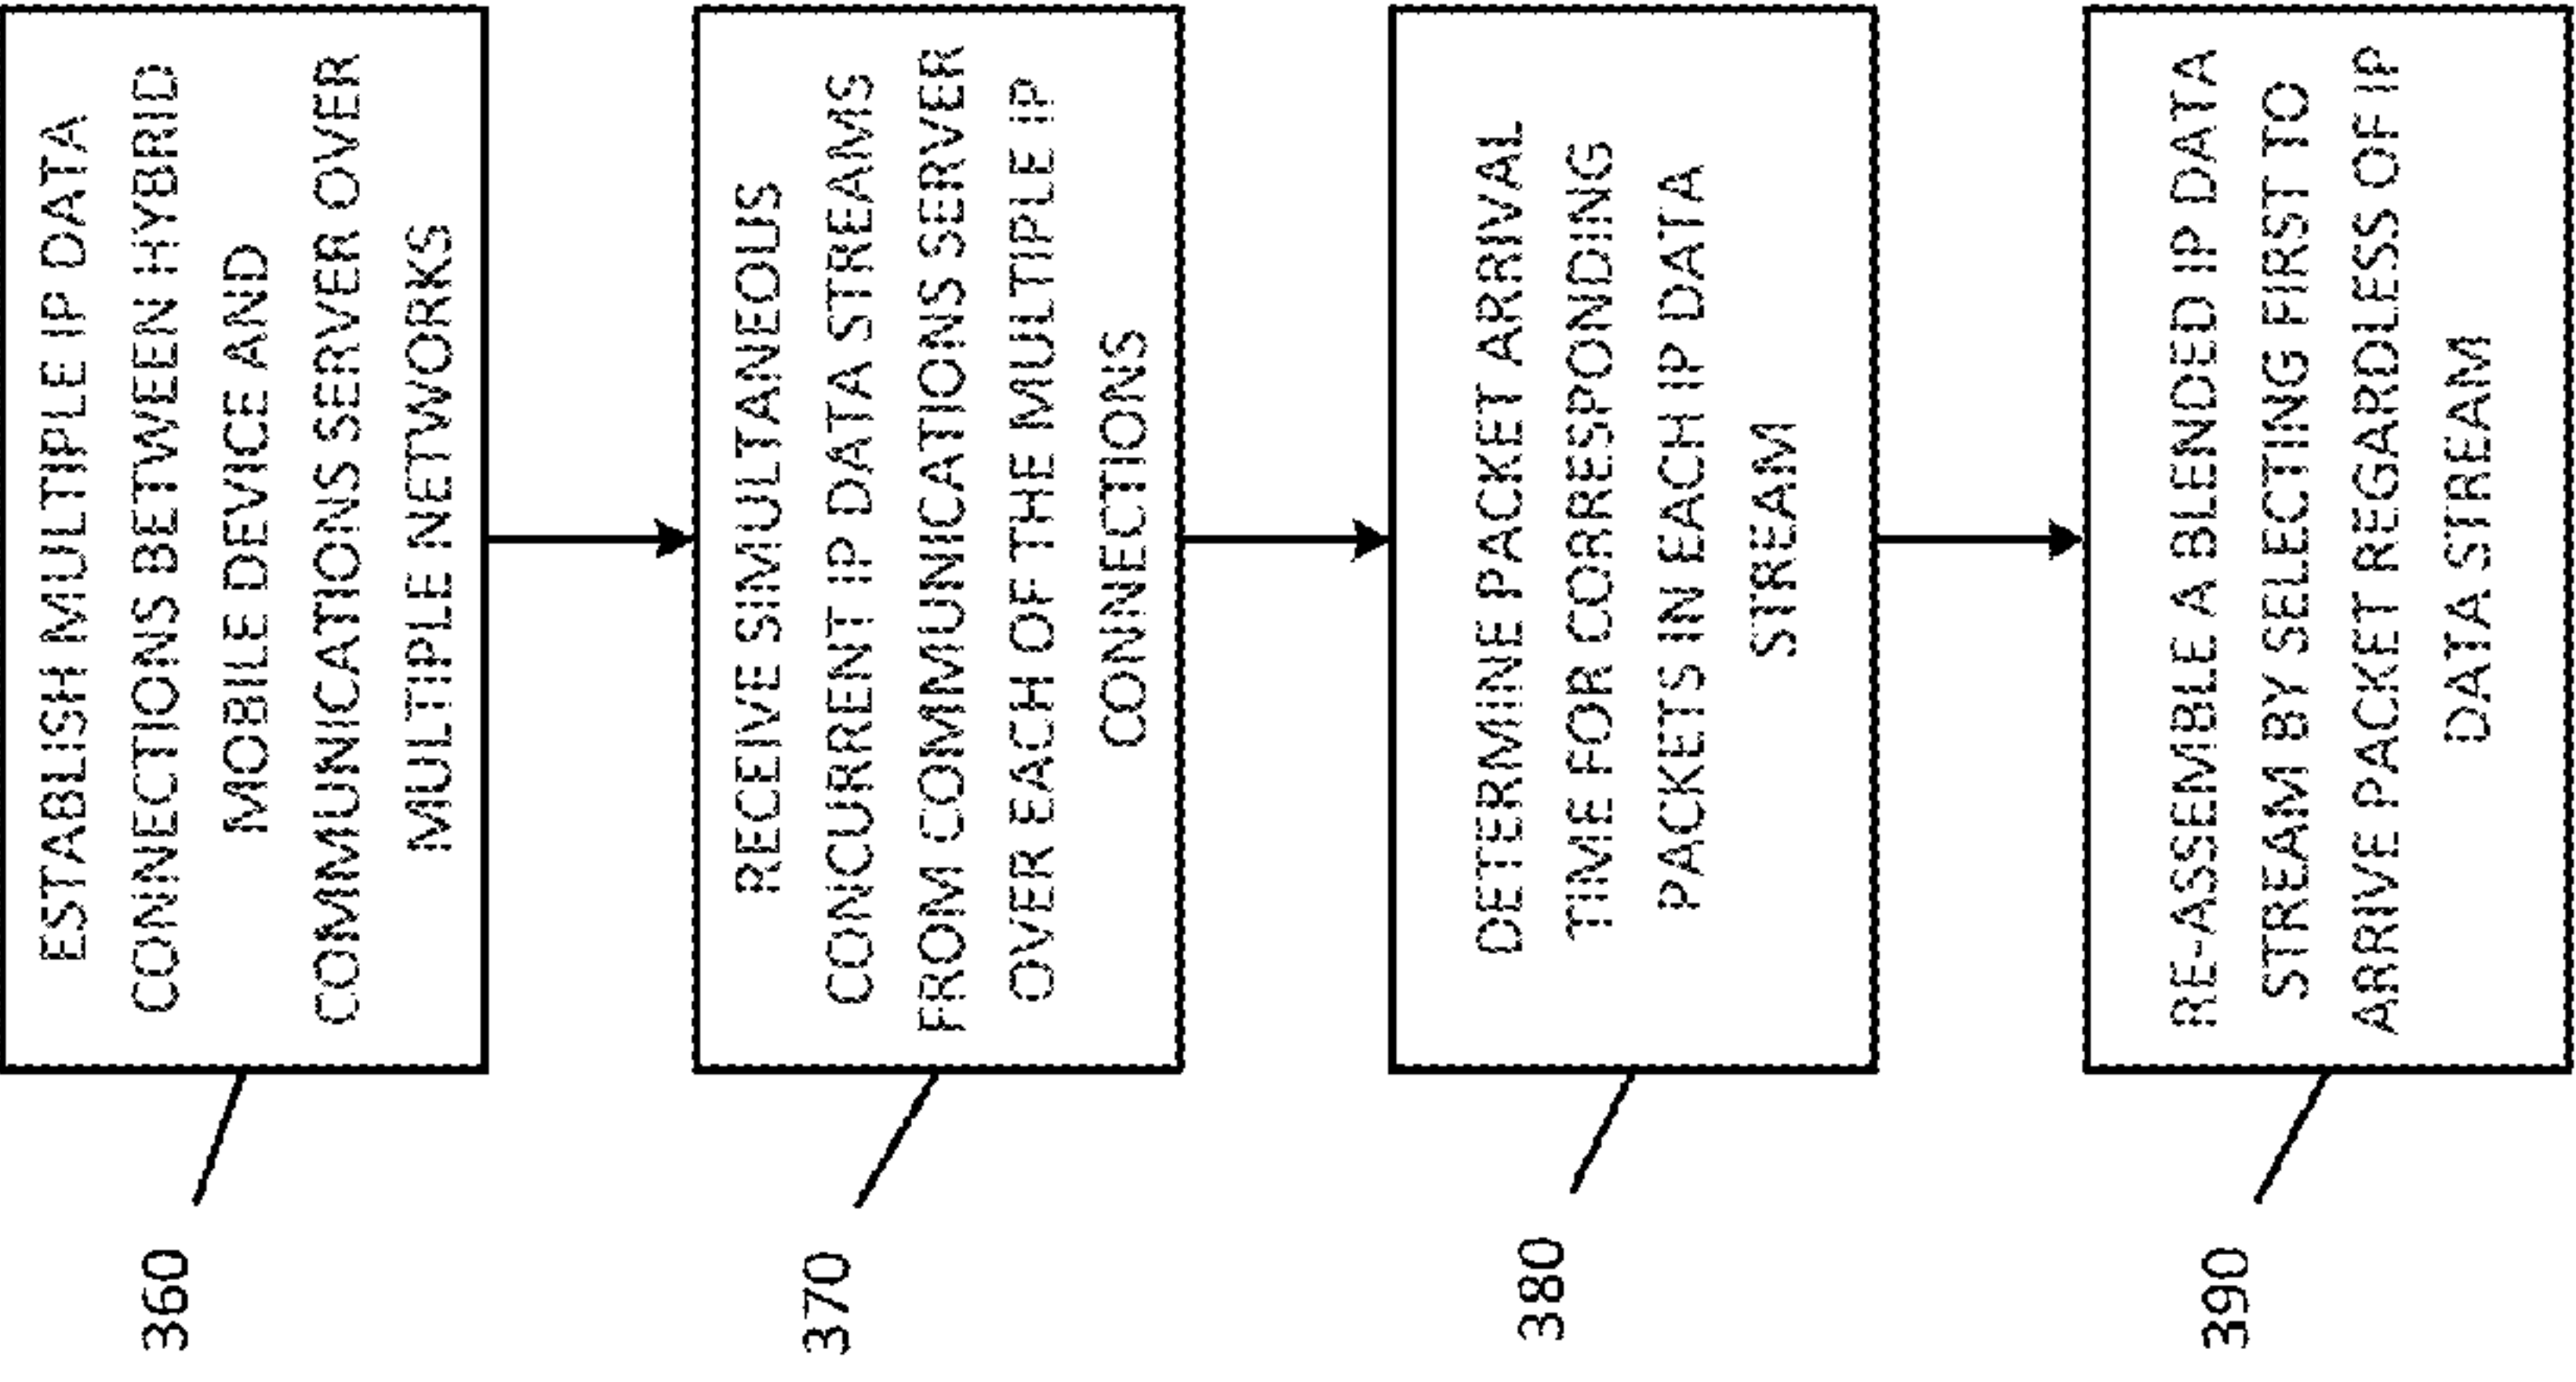 360
ESTABLISH MULTIPLE IP DATA
CONNECTIONS BETWEEN HYBRID
MOBILE DEVICE AND
COMMUNICATIONS SERVER OVER
MULTIPLE NETWORKS
370
RECEIVE SIMULTANEOUS
CONCURRENT IP DATA STREAMS
FROM COMMUNICATIONS SERVER
OVER EACH OF THE MULTIPLE IP
CONNECTIONS
380
DETERMINE PACKET ARRIVAL
TIME FOR CORRESPONDING
PACKETS IN EACH IP DATA
STREAM
390
RE-ASSEMBLE A BLENDED IP DATA
STREAM BY SELECTING FIRST TO
ARRIVE PACKET REGARDLESS OF IP
DATA STREAM